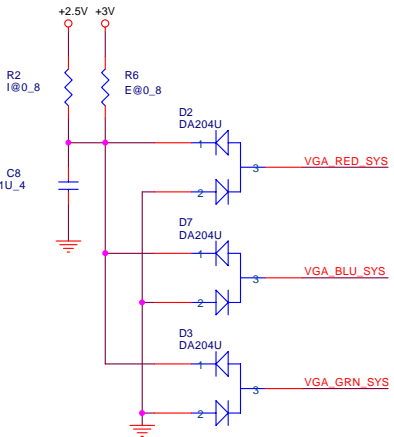 +2.5V +3V
R2
I@0_8
R6
E@0_8
D2
DA204U
1
3
VGA_RED_SYS
2
C8
1U_4
D7
DA204U
1
3
VGA_BLU_SYS
2
D3
DA204U
1
3
VGA_GRN_SYS
2